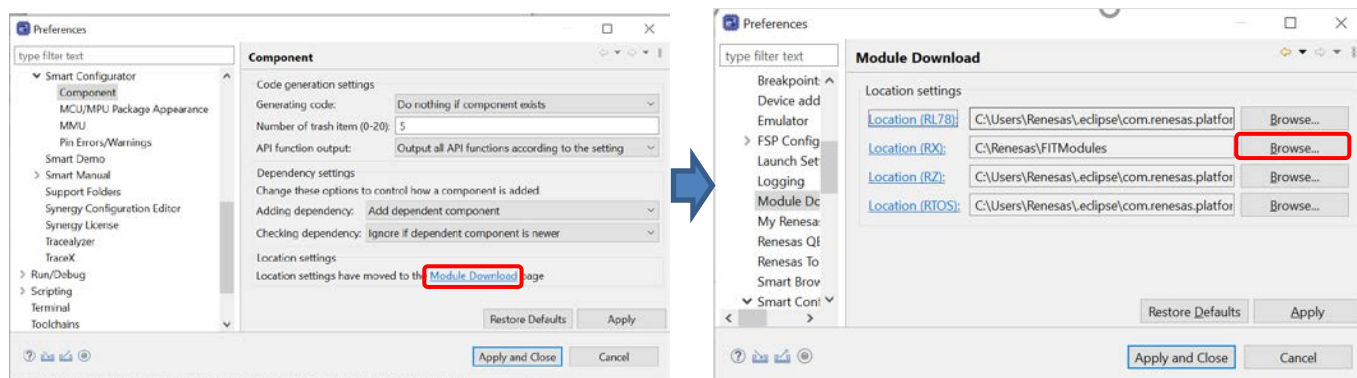 Preferences
type filter text
Smart Configurator
Component
MCU/MPU Package Appearance
MMU
Pin Errors/Warnings
Smart Demo
Smart Manual
Support Folders
Synergy Configuration Editor
Synergy License
Tracealyzer
TraceX
Run/Debug
Scripting
Terminal
Toolchains
Component
Code generation settings
Generating code: Do nothing if component exists
Number of trash item (0-20): 5
API function output: Output all API functions according to the setting
Dependency settings
Change these options to control how a component is added
Adding dependency: Add dependent component
Checking dependency: Ignore if dependent component is newer
Location settings
Location settings have moved to the Module Download page
Restore Defaults Apply
Apply and Close Cancel
Preferences
type filter text
Breakpoint
Device add
Emulator
FSP Config
Launch Set
Logging
Module Dc
My Renesa
Renesas QE
Renesas To
Smart Brow
Smart Conf
Module Download
Location settings
Location (RL78): C:\Users\Renesas\.eclipse\com.renesas.platfor Browse...
Location (RX): C:\Renesas\FITModules Browse...
Location (RZ): C:\Users\Renesas\.eclipse\com.renesas.platfor Browse...
Location (RTOS): C:\Users\Renesas\.eclipse\com.renesas.platfor Browse...
Restore Defaults Apply
Apply and Close Cancel